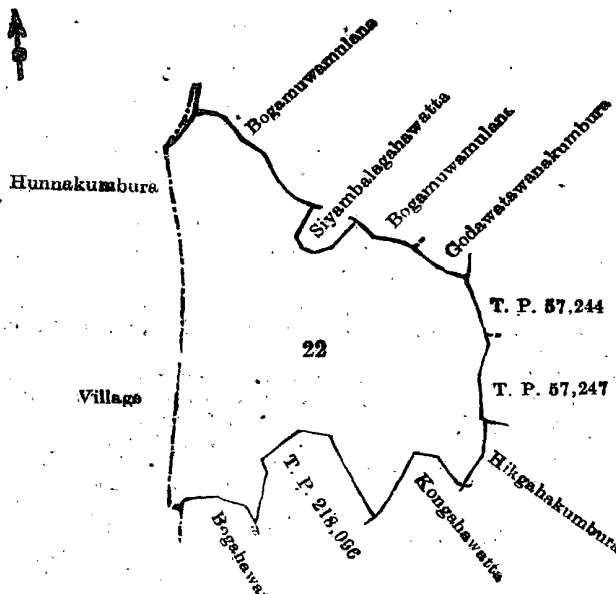 Bogamuwamulana
Siyambalagahawatta
Bogamuwamulana
Godawatawanakumbura
Hunnakumbura
T. P. 57,244
22
T. P. 57,247
Village
Hikgahakumbura
T. P. 218,096
Kongahawatta